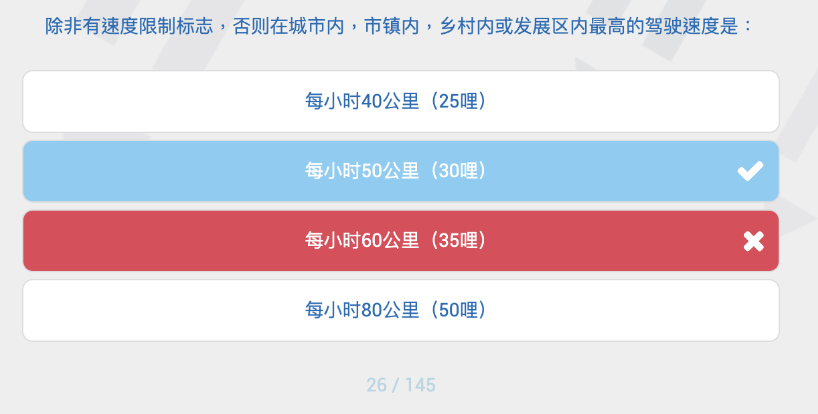 除非有速度限制标志，否则在城市内，市镇内，乡村内或发展区内最高的驾驶速度是：
每小时40公里（25哩）
每小时50公里（30哩）
每小时60公里（35哩）
每小时80公里（50哩）
26 / 145